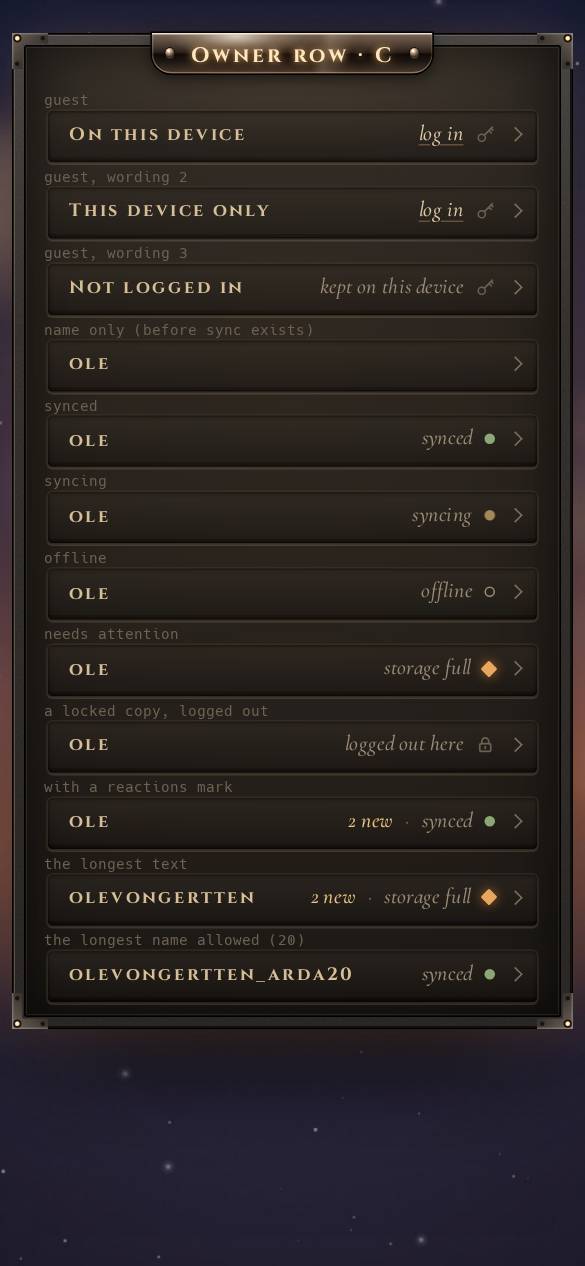 Owner row · C
guest
On this device log in
guest, wording 2
This device only log in
guest, wording 3
Not logged in kept on this device
name only (before sync exists)
OLE
synced
OLE synced
syncing
OLE syncing
offline
OLE offline
needs attention
OLE storage full
a locked copy, logged out
OLE logged out here
with a reactions mark
OLE 2 new · synced
the longest text
OLEVONGERTTEN 2 new · storage full
the longest name allowed (20)
OLEVONGERTTEN_ARDA20 synced